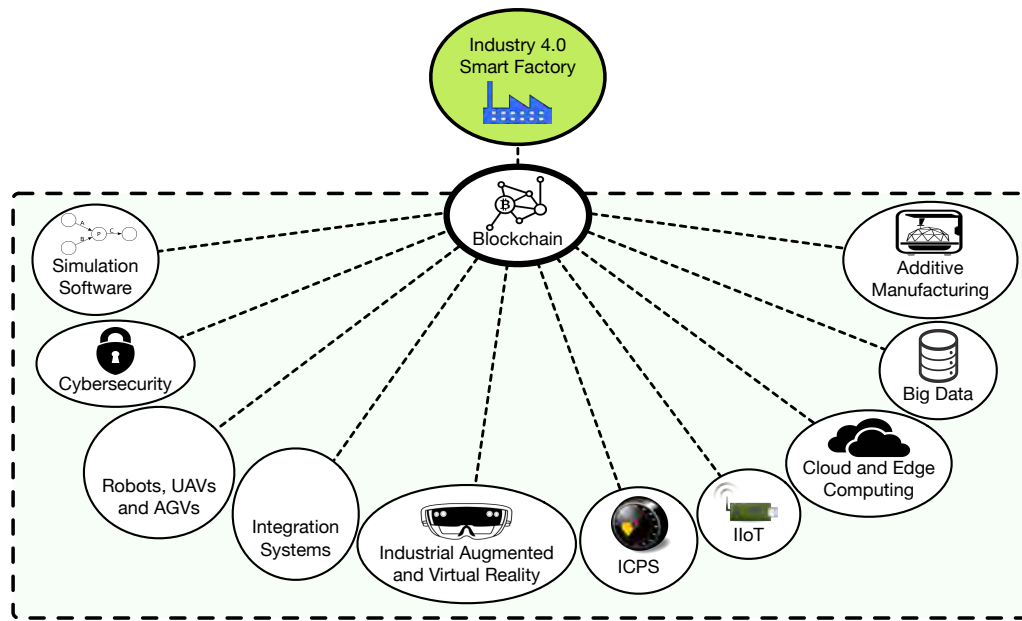 Industry 4.0
Smart Factory
Blockchain
A
B
P
C
Simulation
Software
Cybersecurity
Robots, UAVs
and AGVs
Integration
Systems
Industrial Augmented
and Virtual Reality
ICPS
IIoT
Cloud and Edge
Computing
Big Data
Additive
Manufacturing